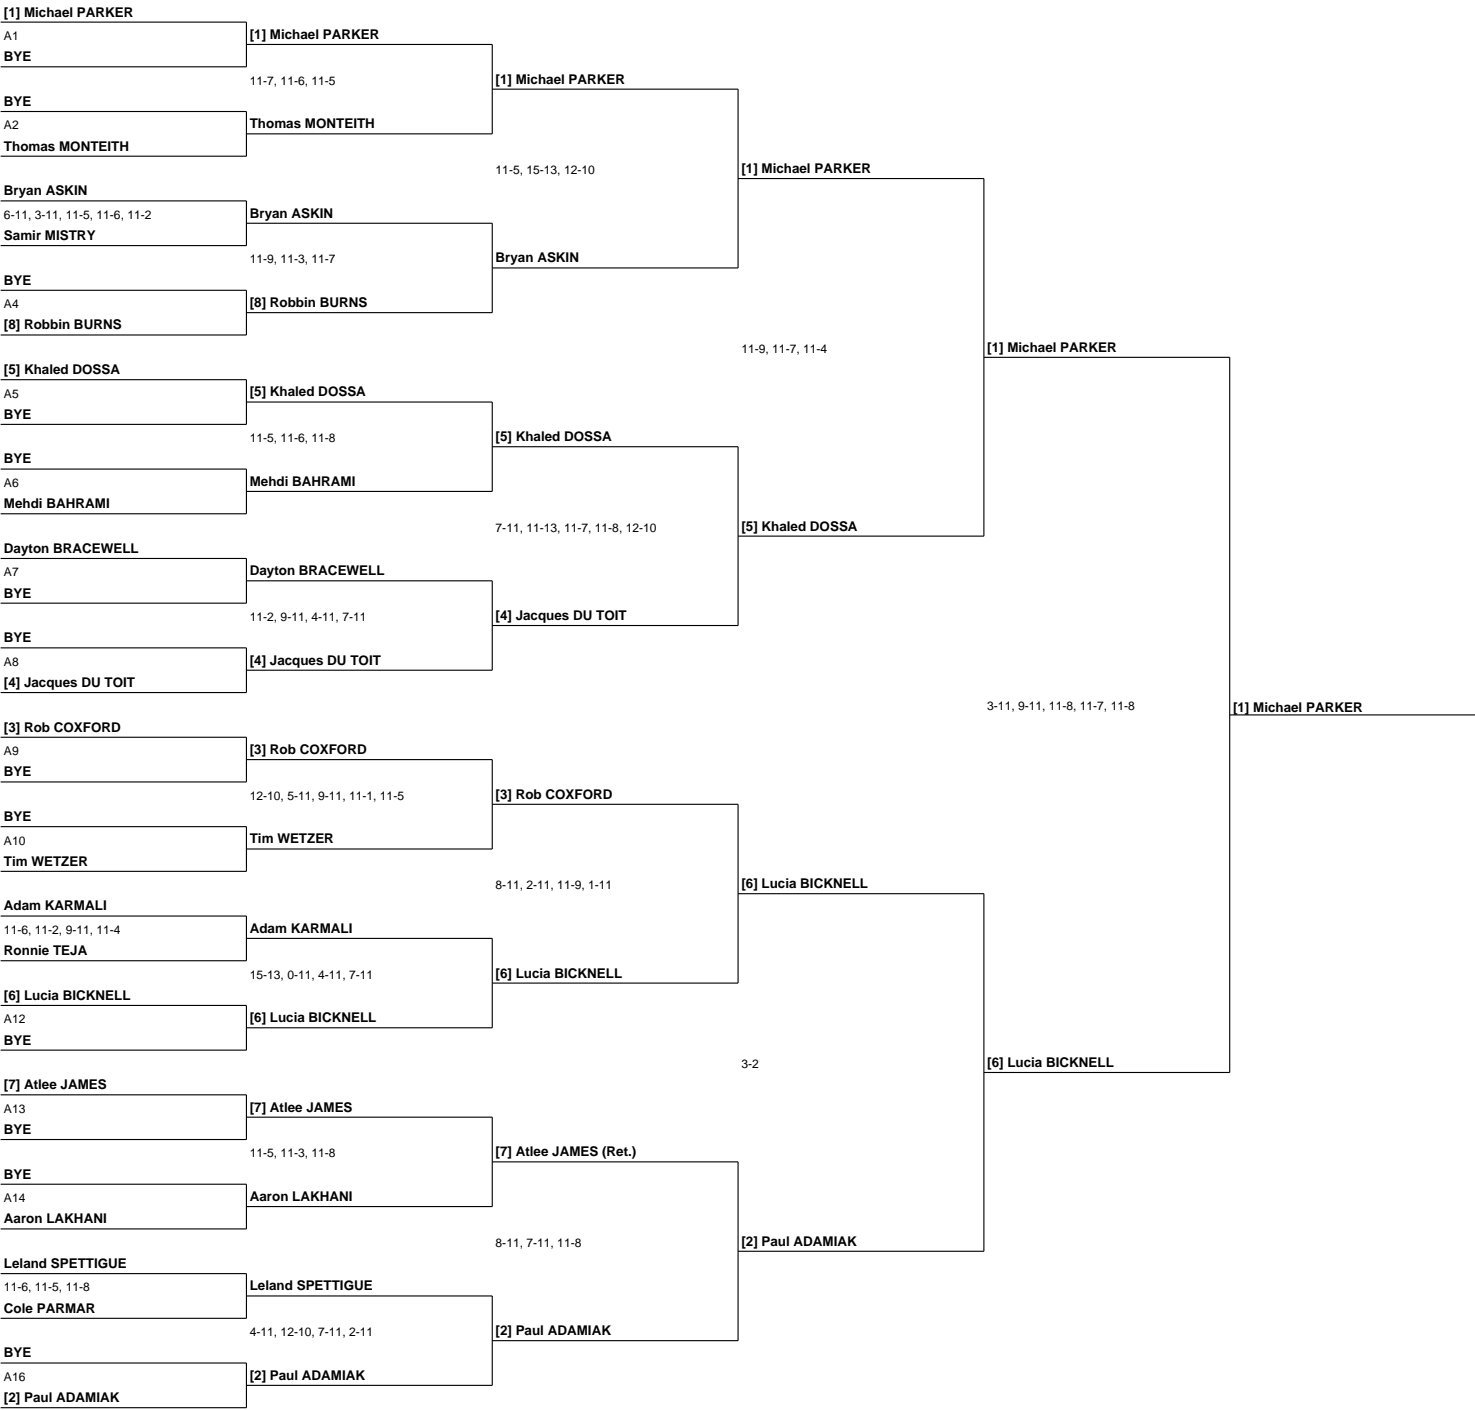 [1] Michael PARKER
A1
BYE
BYE
A2
Thomas MONTEITH
Bryan ASKIN
6-11, 3-11, 11-5, 11-6, 11-2
Samir MISTRY
BYE
A4
[8] Robbin BURNS
[5] Khaled DOSSA
A5
BYE
BYE
A6
Mehdi BAHRAMI
Dayton BRACEWELL
A7
BYE
BYE
A8
[4] Jacques DU TOIT
[3] Rob COXFORD
A9
BYE
BYE
A10
Tim WETZER
Adam KARMALI
11-6, 11-2, 9-11, 11-4
Ronnie TEJA
[6] Lucia BICKNELL
A12
BYE
[7] Atlee JAMES
A13
BYE
BYE
A14
Aaron LAKHANI
Leland SPETTIGUE
11-6, 11-5, 11-8
Cole PARMAR
BYE
A16
[2] Paul ADAMIAK
[1] Michael PARKER
11-7, 11-6, 11-5
Thomas MONTEITH
Bryan ASKIN
11-9, 11-3, 11-7
[8] Robbin BURNS
[5] Khaled DOSSA
11-5, 11-6, 11-8
Mehdi BAHRAMI
Dayton BRACEWELL
11-2, 9-11, 4-11, 7-11
[4] Jacques DU TOIT
[3] Rob COXFORD
12-10, 5-11, 9-11, 11-1, 11-5
Tim WETZER
Adam KARMALI
15-13, 0-11, 4-11, 7-11
[6] Lucia BICKNELL
[7] Atlee JAMES
11-5, 11-3, 11-8
Aaron LAKHANI
Leland SPETTIGUE
4-11, 12-10, 7-11, 2-11
[2] Paul ADAMIAK
[1] Michael PARKER
11-5, 15-13, 12-10
Bryan ASKIN
[5] Khaled DOSSA
7-11, 11-13, 11-7, 11-8, 12-10
[4] Jacques DU TOIT
[3] Rob COXFORD
8-11, 2-11, 11-9, 1-11
[6] Lucia BICKNELL
[7] Atlee JAMES (Ret.)
8-11, 7-11, 11-8
[2] Paul ADAMIAK
[1] Michael PARKER
11-9, 11-7, 11-4
[5] Khaled DOSSA
[6] Lucia BICKNELL
3-2
[2] Paul ADAMIAK
[1] Michael PARKER
3-11, 9-11, 11-8, 11-7, 11-8
[6] Lucia BICKNELL
[1] Michael PARKER